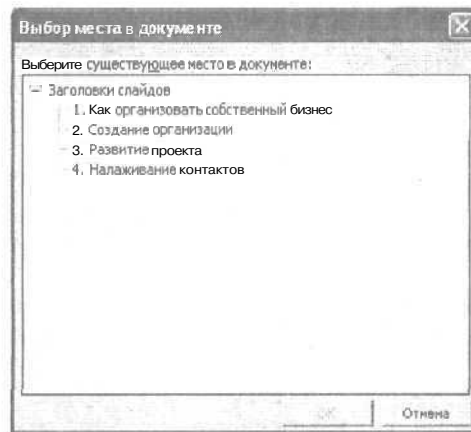 Выбор места в документе
Выберите существующее место в документе:
Заголовки слайдов
1. Как организовать собственный бизнес
2. Создание организации
3. Развитие проекта
4. Налаживание контактов
OK Отмена